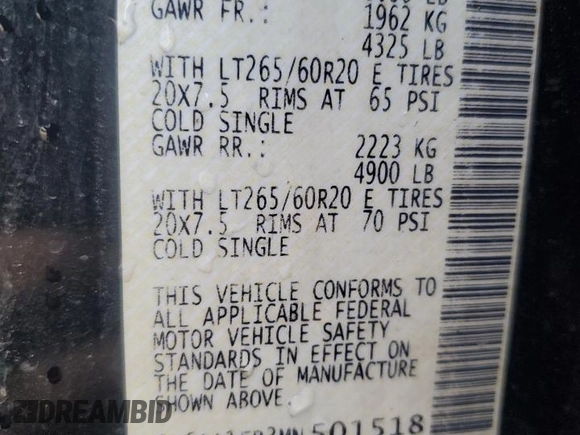 GAWR FR.: 1962 KG
4325 LB
WITH LT265/60R20 E TIRES
20X7.5 RIMS AT 65 PSI
COLD SINGLE
GAWR RR.: 2223 KG
4900 LB
WITH LT265/60R20 E TIRES
20X7.5 RIMS AT 70 PSI
COLD SINGLE
THIS VEHICLE CONFORMS TO
ALL APPLICABLE FEDERAL
MOTOR VEHICLE SAFETY
STANDARDS IN EFFECT ON
THE DATE OF MANUFACTURE
SHOWN ABOVE.
501518
DREAMBID